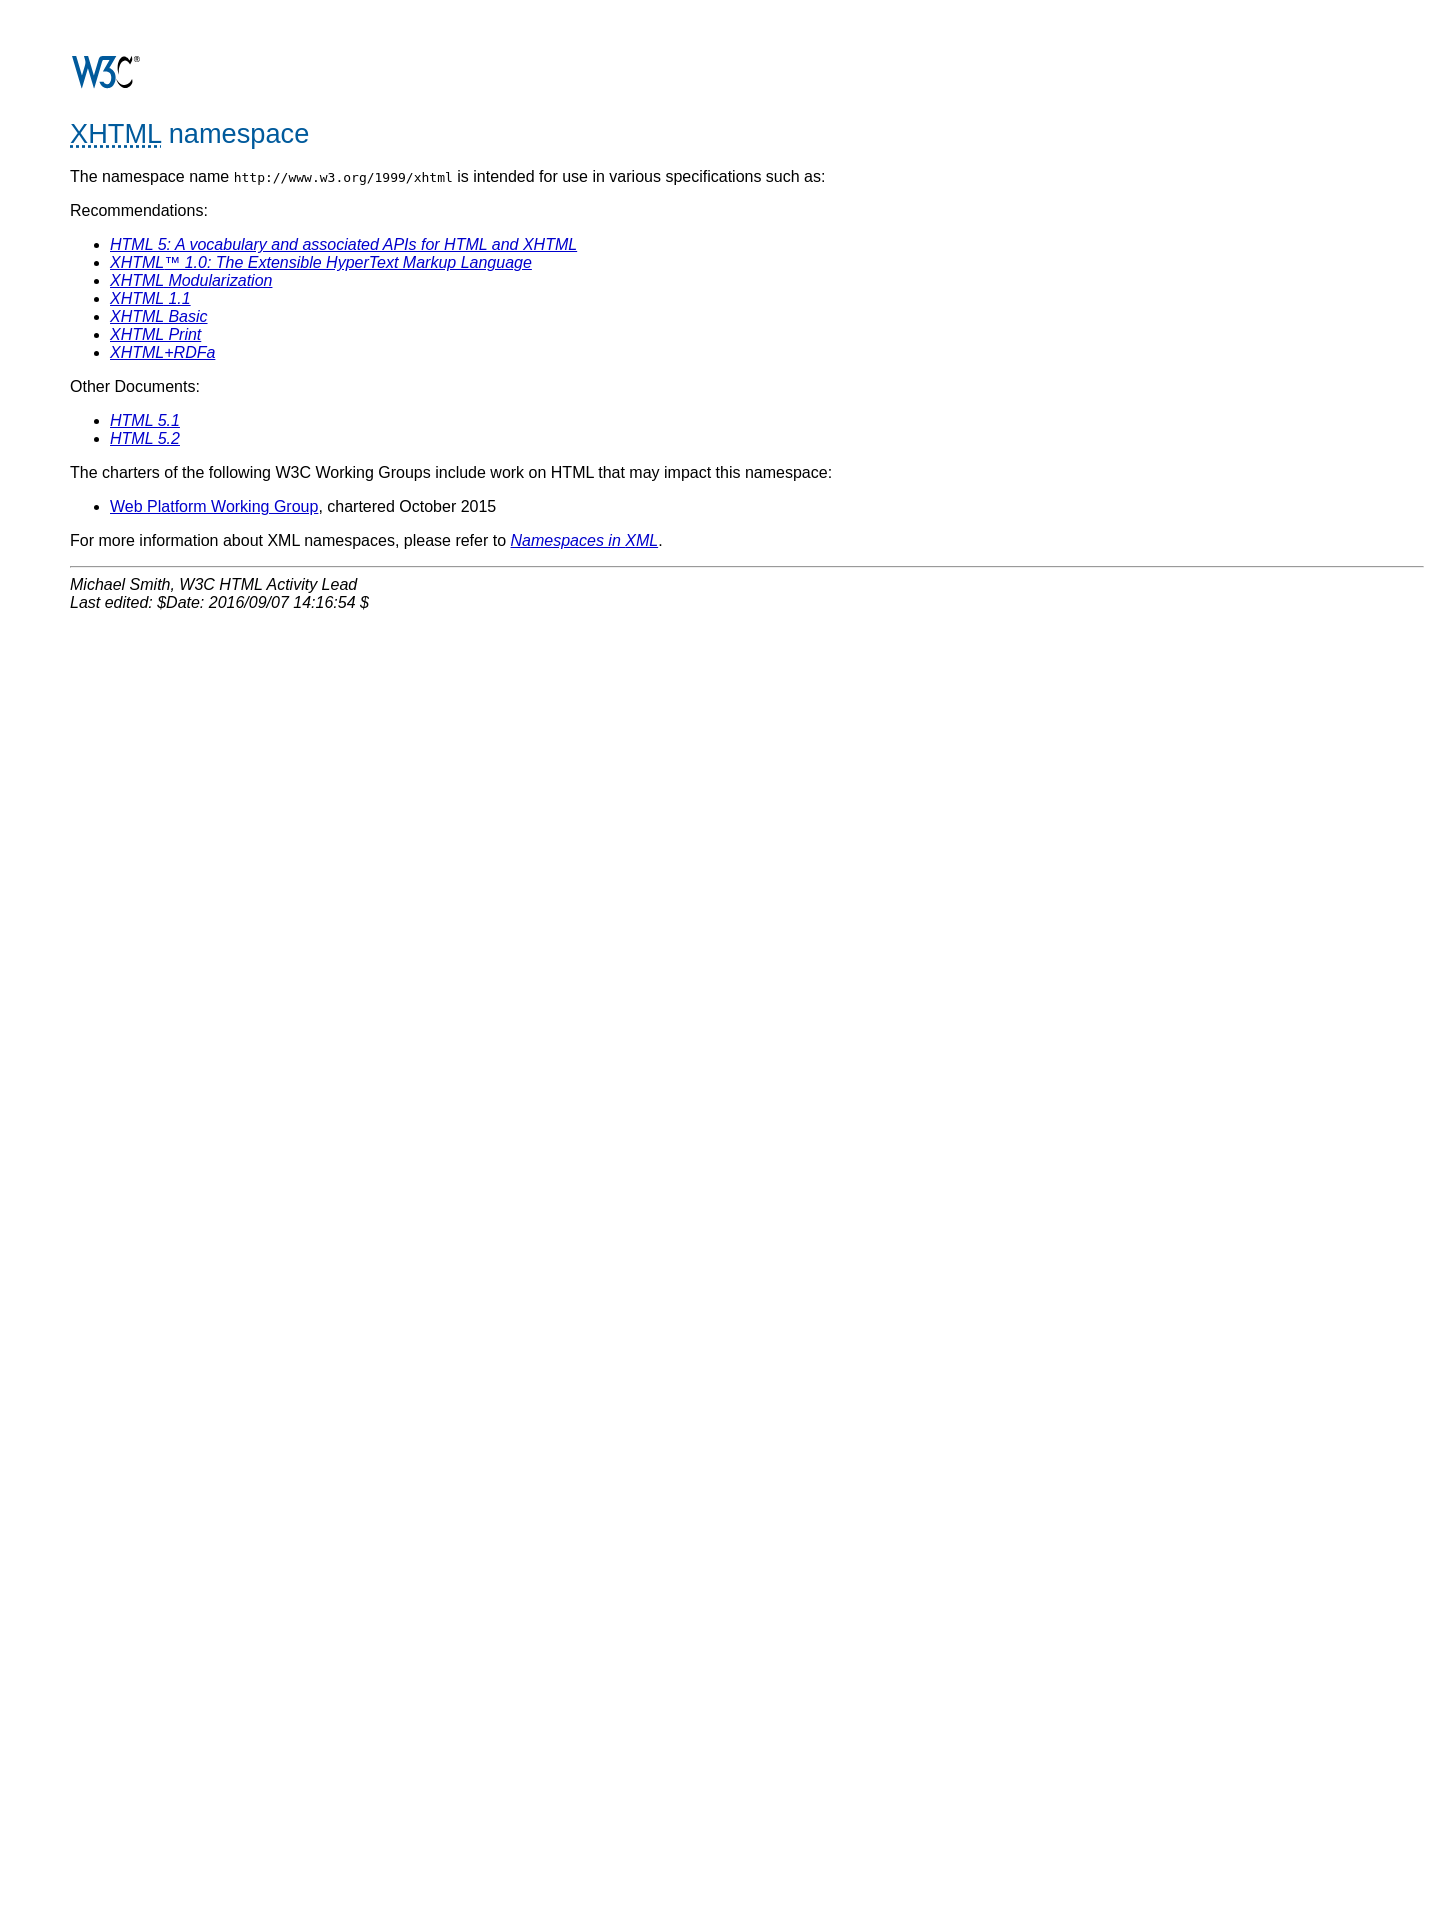 W3C®
XHTML namespace
The namespace name http://www.w3.org/1999/xhtml is intended for use in various specifications such as:
Recommendations:
• HTML 5: A vocabulary and associated APIs for HTML and XHTML
• XHTML™ 1.0: The Extensible HyperText Markup Language
• XHTML Modularization
• XHTML 1.1
• XHTML Basic
• XHTML Print
• XHTML+RDFa
Other Documents:
• HTML 5.1
• HTML 5.2
The charters of the following W3C Working Groups include work on HTML that may impact this namespace:
• Web Platform Working Group, chartered October 2015
For more information about XML namespaces, please refer to Namespaces in XML.
Michael Smith, W3C HTML Activity Lead
Last edited: $Date: 2016/09/07 14:16:54 $